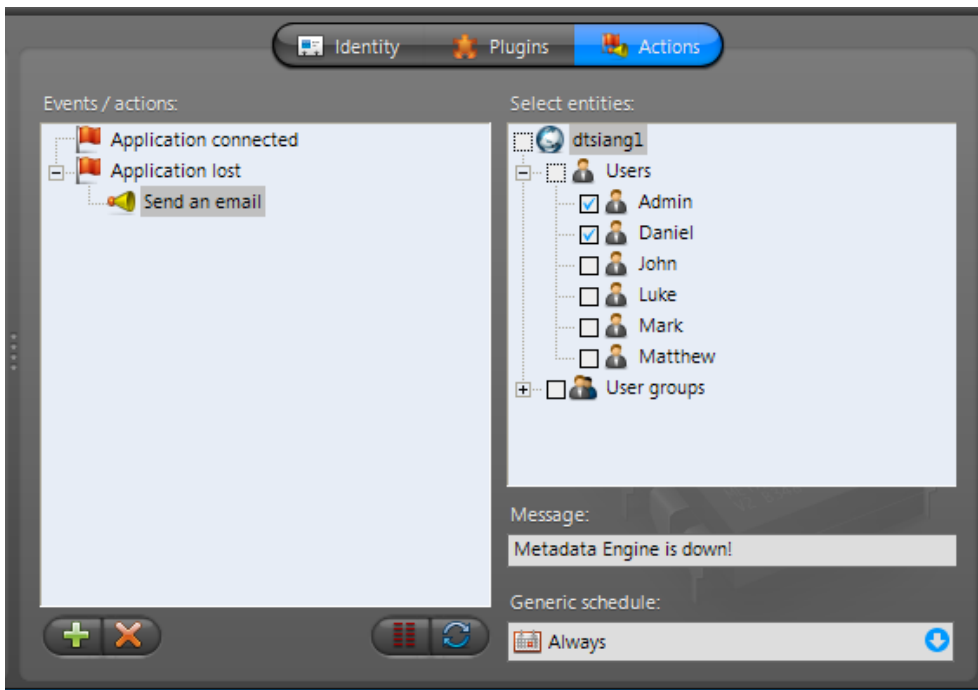 Identity
Plugins
Actions
Events / actions:
Application connected
Application lost
Send an email
Select entities:
dtsiang1
Users
Admin
Daniel
John
Luke
Mark
Matthew
User groups
Message:
Metadata Engine is down!
Generic schedule:
Always